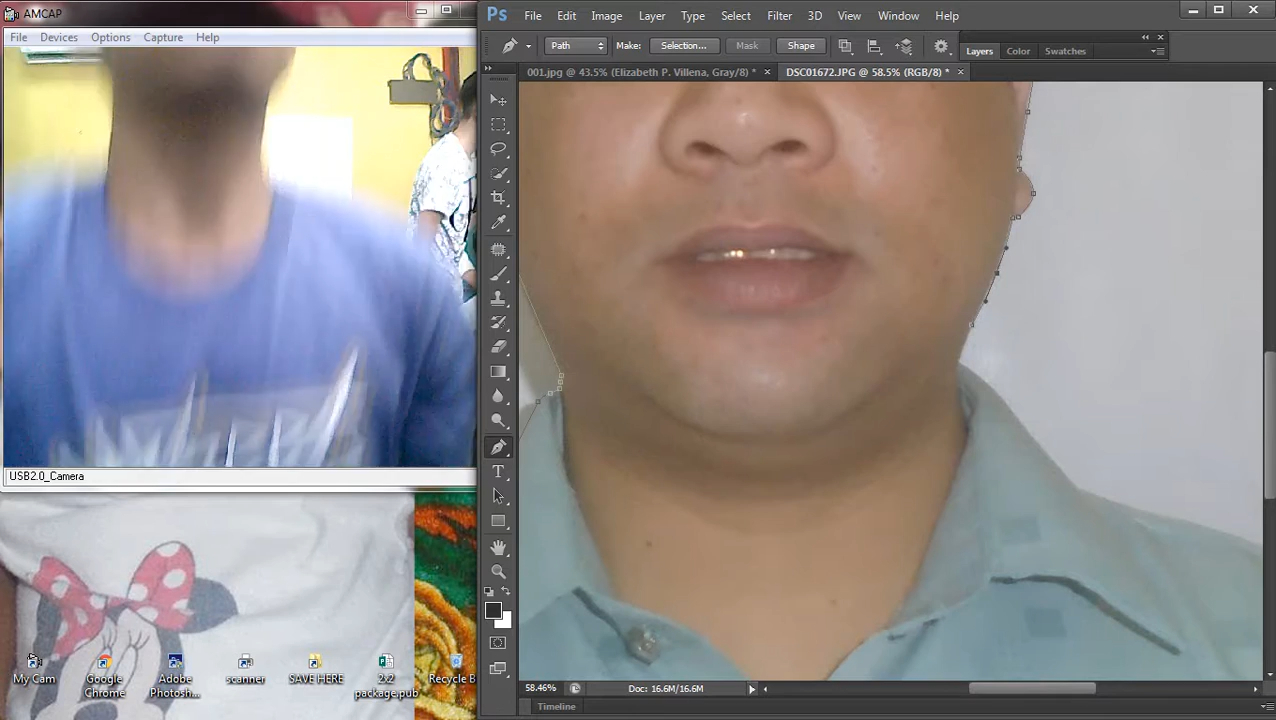 AMCAP
File Devices Options Capture Help
USB2.0_Camera
My Cam
Google Chrome
Adobe Photosh...
scanner
SAVE HERE
2x2 package.pub
Recycle B
Ps File Edit Image Layer Type Select Filter 3D View Window Help
Path Make: Selection... Mask Shape
Layers Color Swatches
001.jpg @ 43.5% (Elizabeth P. Villena, Gray/8) * × DSC01672.JPG @ 58.5% (RGB/8) * ×
58.46% Doc: 16.6M/16.6M
Timeline